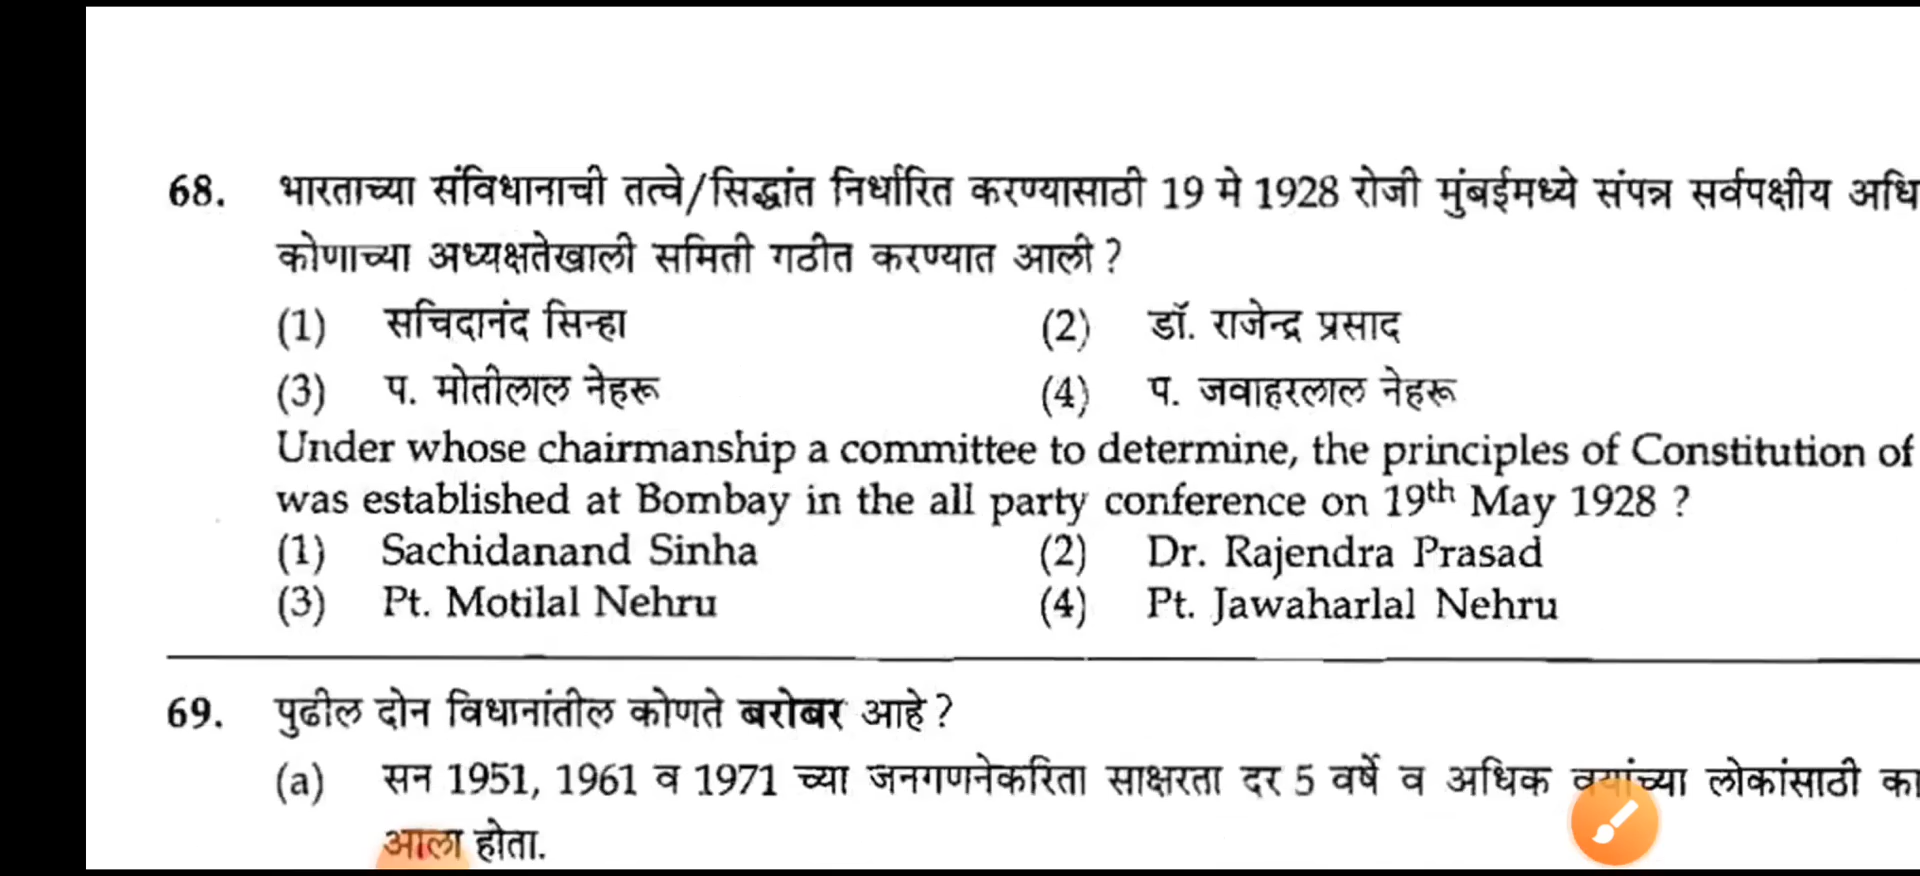 68. भारताच्या संविधानाची तत्वे/सिद्धांत निर्धारित करण्यासाठी 19 मे 1928 रोजी मुंबईमध्ये संपन्न सर्वपक्षीय अधि
कोणाच्या अध्यक्षतेखाली समिती गठीत करण्यात आली ?
(1) सचिदानंद सिन्हा (2) डॉ. राजेन्द्र प्रसाद
(3) प. मोतीलाल नेहरू (4) प. जवाहरलाल नेहरू
Under whose chairmanship a committee to determine, the principles of Constitution of
was established at Bombay in the all party conference on 19th May 1928 ?
(1) Sachidanand Sinha (2) Dr. Rajendra Prasad
(3) Pt. Motilal Nehru (4) Pt. Jawaharlal Nehru
69. पुढील दोन विधानांतील कोणते बरोबर आहे ?
(a) सन 1951, 1961 व 1971 च्या जनगणनेकरिता साक्षरता दर 5 वर्षे व अधिक वयांच्या लोकांसाठी का
आला होता.